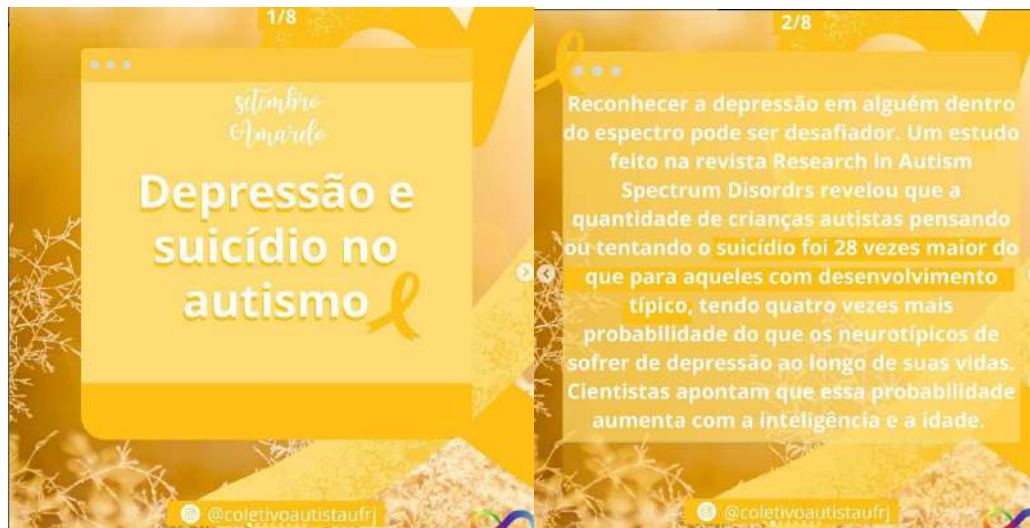 1/8
setembro
Amarelo
Depressão e
suicídio no
autismo
@coletivoautistaufrj
2/8
Reconhecer a depressão em alguém dentro
do espectro pode ser desafiador. Um estudo
feito na revista Research in Autism
Spectrum Disordrs revelou que a
quantidade de crianças autistas pensando
ou tentando o suicídio foi 28 vezes maior do
que para aqueles com desenvolvimento
típico, tendo quatro vezes mais
probabilidade do que os neurotípicos de
sofrer de depressão ao longo de suas vidas.
Cientistas apontam que essa probabilidade
aumenta com a inteligência e a idade.
@coletivoautistaufrj